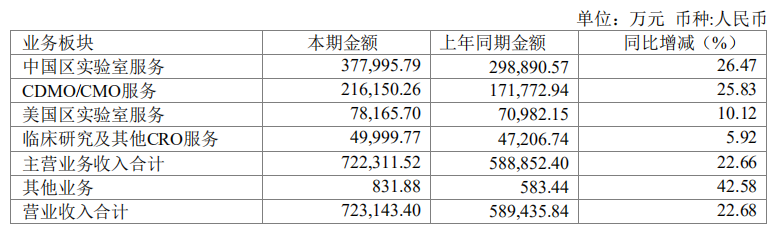 单位：万元 币种:人民币
业务板块 本期金额 上年同期金额 同比增减（%）
中国区实验室服务 377,995.79 298,890.57 26.47
CDMO/CMO服务 216,150.26 171,772.94 25.83
美国区实验室服务 78,165.70 70,982.15 10.12
临床研究及其他CRO服务 49,999.77 47,206.74 5.92
主营业务收入合计 722,311.52 588,852.40 22.66
其他业务 831.88 583.44 42.58
营业收入合计 723,143.40 589,435.84 22.68